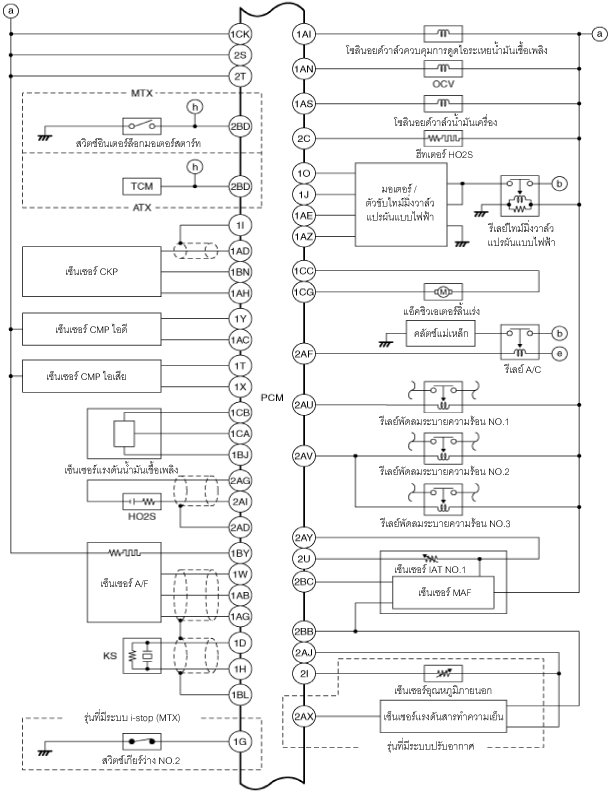 a
1CK
2S
2T
MTX
h
2BD
สวิตช์อินเตอร์ล็อกมอเตอร์สตาร์ท
h
TCM
2BD
ATX
1I
1AD
เซ็นเซอร์ CKP
1BN
1AH
1Y
เซ็นเซอร์ CMP ไอดี
1AC
1T
เซ็นเซอร์ CMP ไอเสีย
1X
1CB
1CA
1BJ
เซ็นเซอร์แรงดันน้ำมันเชื้อเพลิง
2AG
2AI
HO2S
2AD
1BY
1W
เซ็นเซอร์ A/F
1AB
1AG
KS
1D
1H
1BL
รุ่นที่มีระบบ i-stop (MTX)
1G
สวิตช์เกียร์ว่าง NO.2
PCM
1AI
a
โซลินอยด์วาล์วควบคุมการดูดไอระเหยน้ำมันเชื้อเพลิง
1AN
OCV
1AS
โซลินอยด์วาล์วน้ำมันเครื่อง
2C
ฮีทเตอร์ HO2S
1O
1J
1AE
1AZ
มอเตอร์ /
ตัวขับไทม์มิ่งวาล์ว
แปรผันแบบไฟฟ้า
b
รีเลย์ไทม์มิ่งวาล์ว
แปรผันแบบไฟฟ้า
1CC
1CG
M
แอ็คชิวเอเตอร์ลิ้นเร่ง
คลัตช์แม่เหล็ก
b
2AF
e
รีเลย์ A/C
2AU
รีเลย์พัดลมระบายความร้อน NO.1
2AV
รีเลย์พัดลมระบายความร้อน NO.2
รีเลย์พัดลมระบายความร้อน NO.3
2AY
2U
เซ็นเซอร์ IAT NO.1
2BC
เซ็นเซอร์ MAF
2BB
2AJ
2I
เซ็นเซอร์อุณหภูมิภายนอก
2AX
เซ็นเซอร์แรงดันสารทำความเย็น
รุ่นที่มีระบบปรับอากาศ